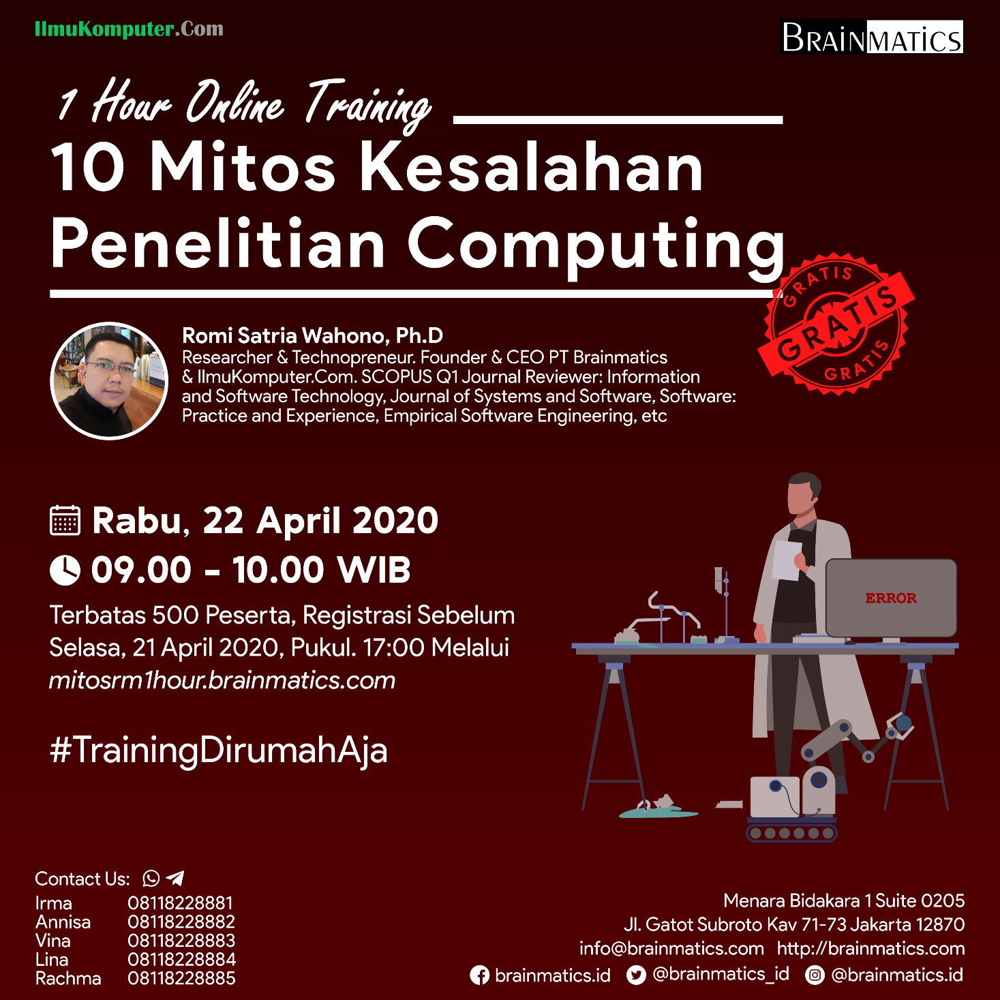 IlmuKomputer.Com
BRAiNMATiCS
1 Hour Online Training
10 Mitos Kesalahan
Penelitian Computing
GRATIS
GRATIS
GRATIS
Romi Satria Wahono, Ph.D
Researcher & Technopreneur. Founder & CEO PT Brainmatics
& IlmuKomputer.Com. SCOPUS Q1 Journal Reviewer: Information
and Software Technology, Journal of Systems and Software, Software:
Practice and Experience, Empirical Software Engineering, etc
Rabu, 22 April 2020
09.00 - 10.00 WIB
Terbatas 500 Peserta, Registrasi Sebelum
Selasa, 21 April 2020, Pukul. 17:00 Melalui
mitosrm1hour.brainmatics.com
#TrainingDirumahAja
ERROR
Contact Us:
Irma 08118228881
Annisa 08118228882
Vina 08118228883
Lina 08118228884
Rachma 08118228885
Menara Bidakara 1 Suite 0205
Jl. Gatot Subroto Kav 71-73 Jakarta 12870
info@brainmatics.com http://brainmatics.com
brainmatics.id @brainmatics_id @brainmatics.id